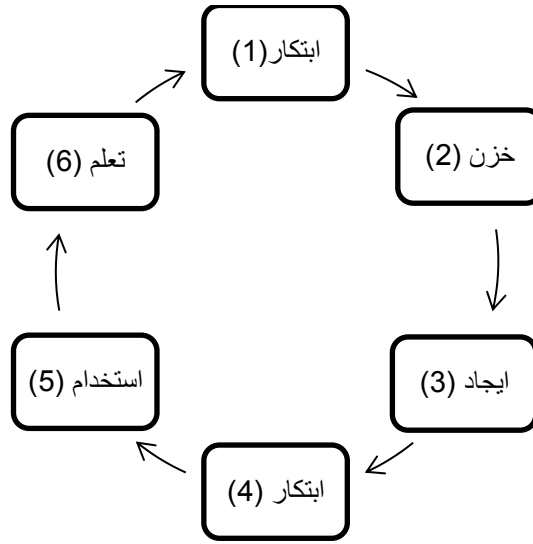 ابتكار(1)
خزن (2)
ايجاد (3)
ابتكار (4)
استخدام (5)
تعلم (6)